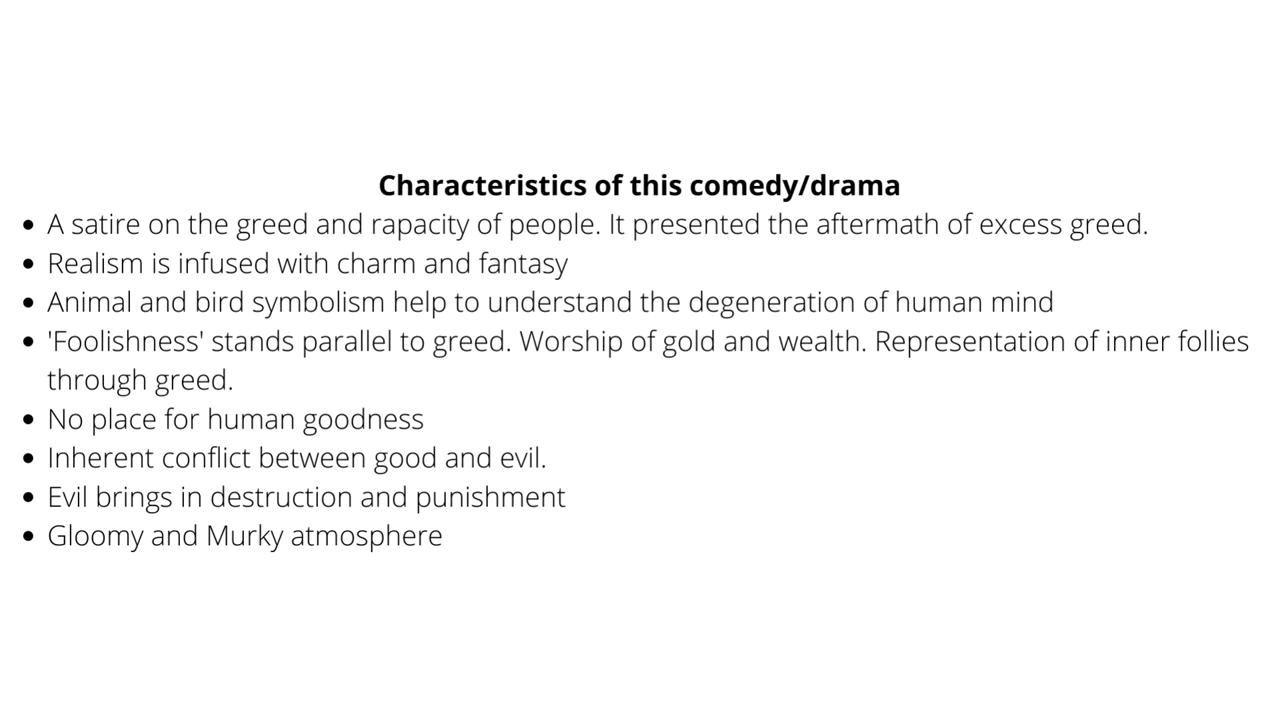 Characteristics of this comedy/drama
• A satire on the greed and rapacity of people. It presented the aftermath of excess greed.
• Realism is infused with charm and fantasy
• Animal and bird symbolism help to understand the degeneration of human mind
• 'Foolishness' stands parallel to greed. Worship of gold and wealth. Representation of inner follies
through greed.
• No place for human goodness
• Inherent conflict between good and evil.
• Evil brings in destruction and punishment
• Gloomy and Murky atmosphere